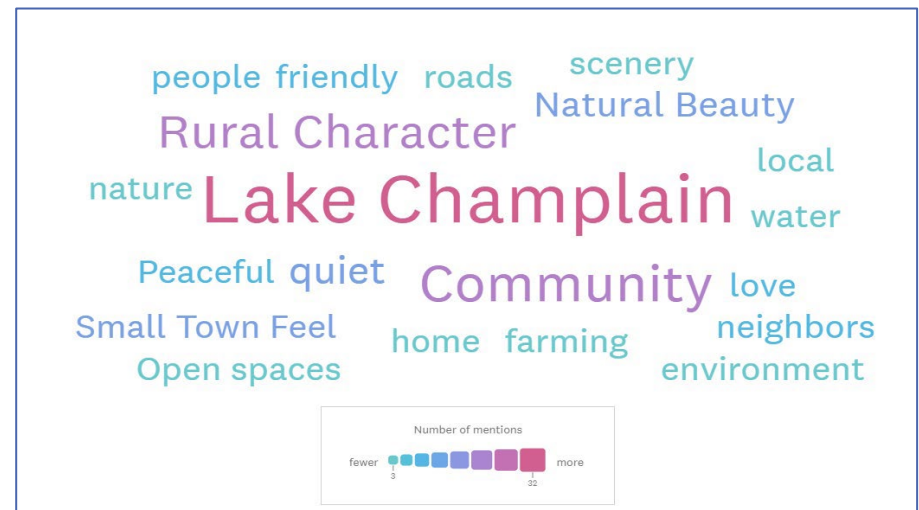 scenery
people friendly roads
Natural Beauty
Rural Character
local
nature
Lake Champlain
water
Peaceful quiet
Community
love
Small Town Feel
neighbors
home farming
Open spaces
environment
Number of mentions
fewer more
3 32